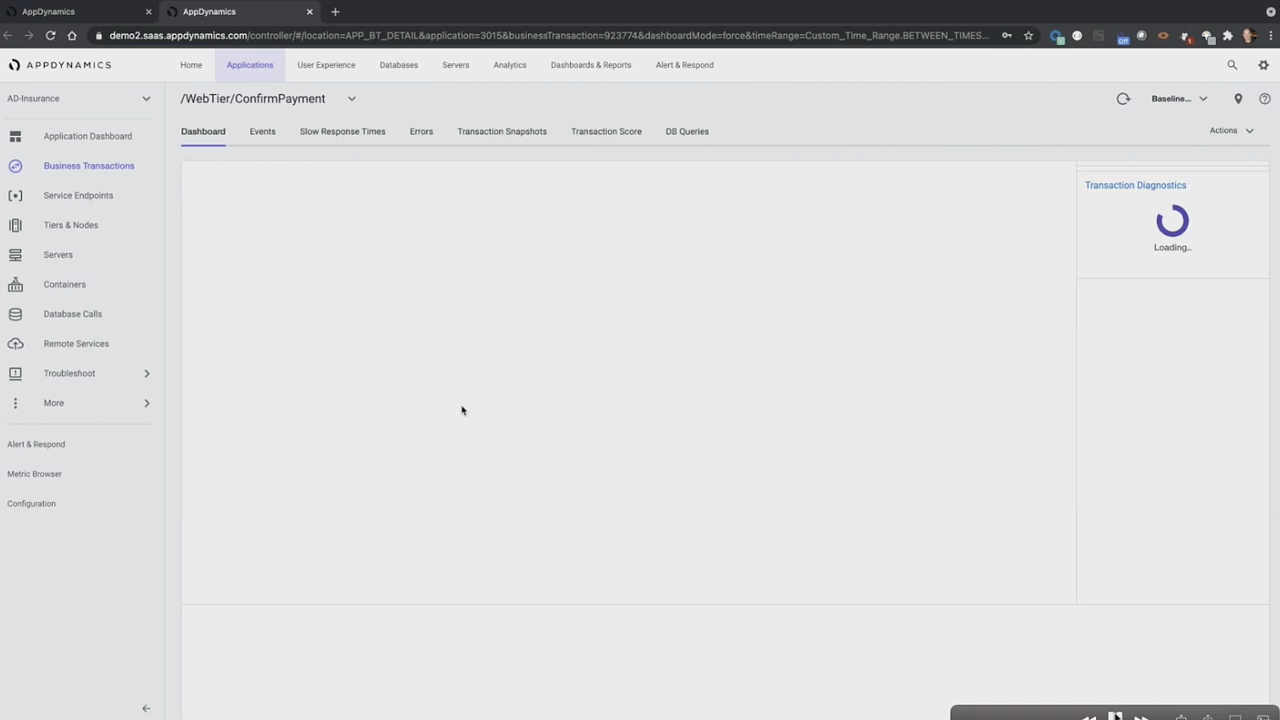 AppDynamics
AppDynamics
demo2.saas.appdynamics.com/controller/#/location=APP_BT_DETAIL&application=3015&businessTransaction=923774&dashboardMode=force&timeRange=Custom_Time_Range.BETWEEN_TIMES...
Off
APPDYNAMICS
Home Applications User Experience Databases Servers Analytics Dashboards & Reports Alert & Respond
AD-Insurance
/WebTier/ConfirmPayment
Baseline...
Dashboard Events Slow Response Times Errors Transaction Snapshots Transaction Score DB Queries
Actions
Application Dashboard
Business Transactions
Service Endpoints
Tiers & Nodes
Servers
Containers
Database Calls
Remote Services
Troubleshoot
More
Alert & Respond
Metric Browser
Configuration
Transaction Diagnostics
Loading..